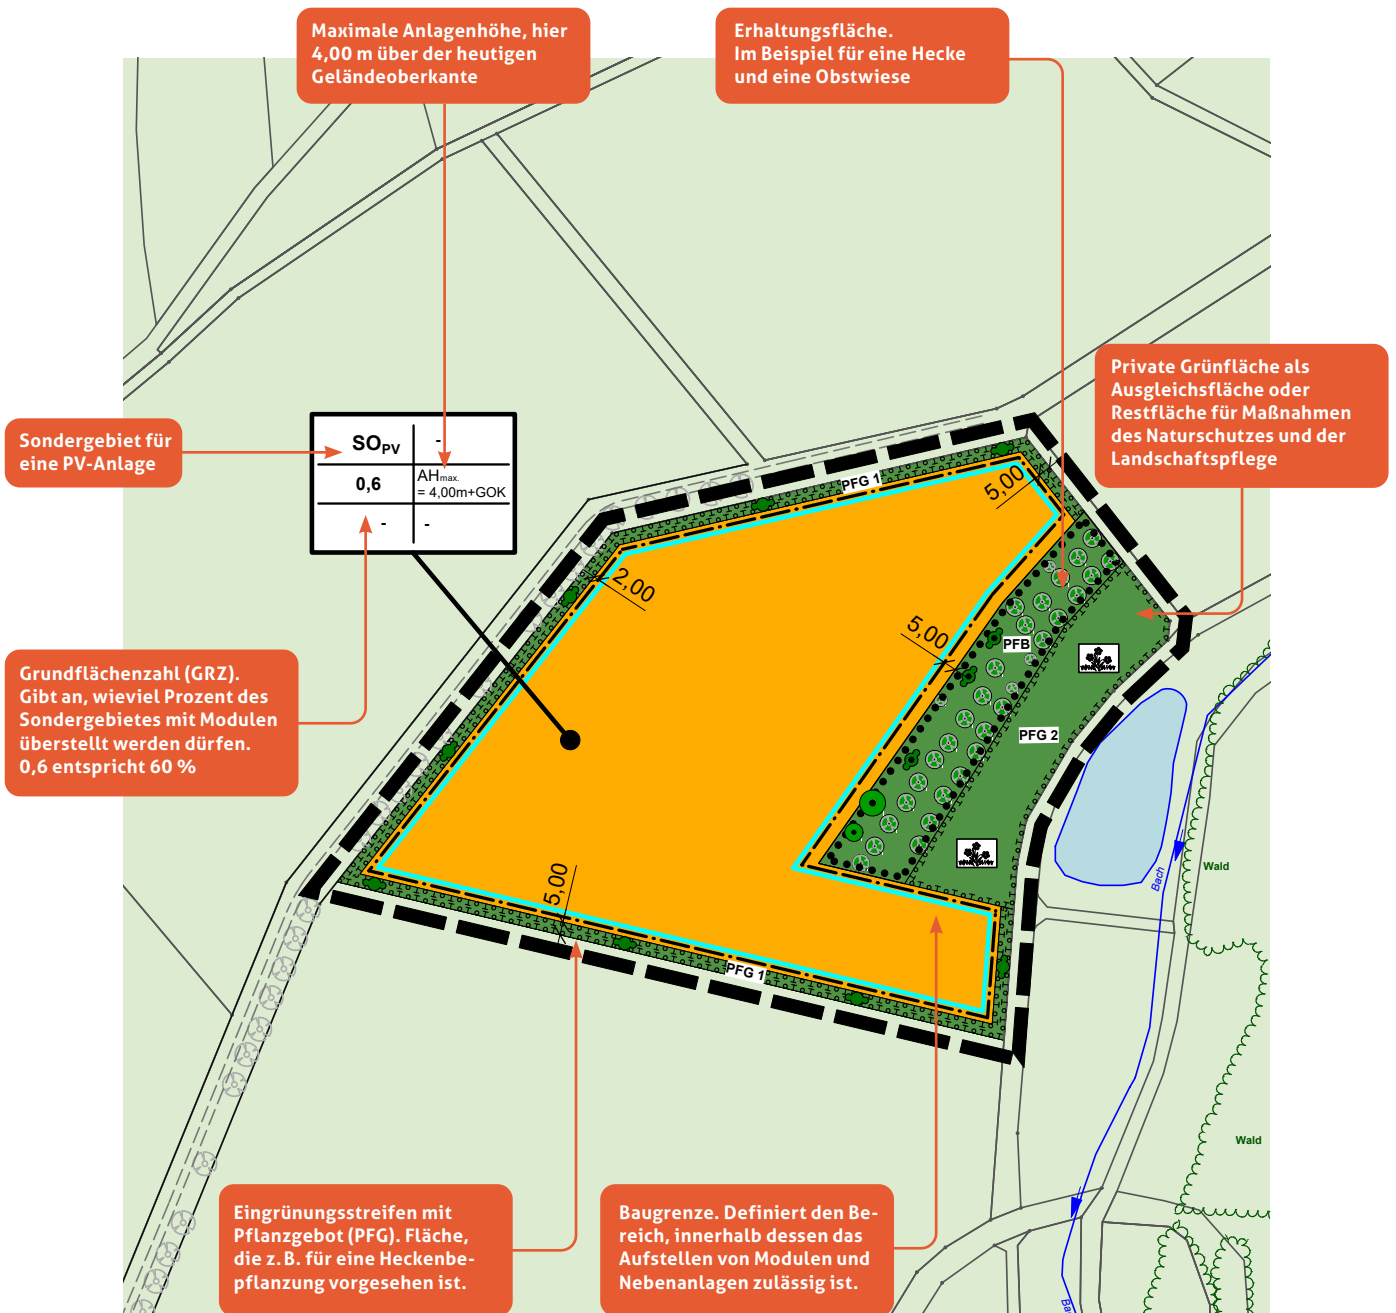 Maximale Anlagenhöhe, hier
4,00 m über der heutigen
Geländeoberkante
Erhaltungsfläche.
Im Beispiel für eine Hecke
und eine Obstwiese
Private Grünfläche als
Ausgleichsfläche oder
Restfläche für Maßnahmen
des Naturschutzes und der
Landschaftspflege
Sondergebiet für
eine PV-Anlage
SOPV -
0,6
AHmax.
= 4,00m+GOK
- -
Grundflächenzahl (GRZ).
Gibt an, wieviel Prozent des
Sondergebietes mit Modulen
überstellt werden dürfen.
0,6 entspricht 60 %
PFG 1
5,00
2,00
5,00
PFB
PFG 2
5,00
PFG 1
Bach
Wald
Wald
Ba
Eingrünungsstreifen mit
Pflanzgebot (PFG). Fläche,
die z. B. für eine Heckenbe-
pflanzung vorgesehen ist.
Baugrenze. Definiert den Be-
reich, innerhalb dessen das
Aufstellen von Modulen und
Nebenanlagen zulässig ist.